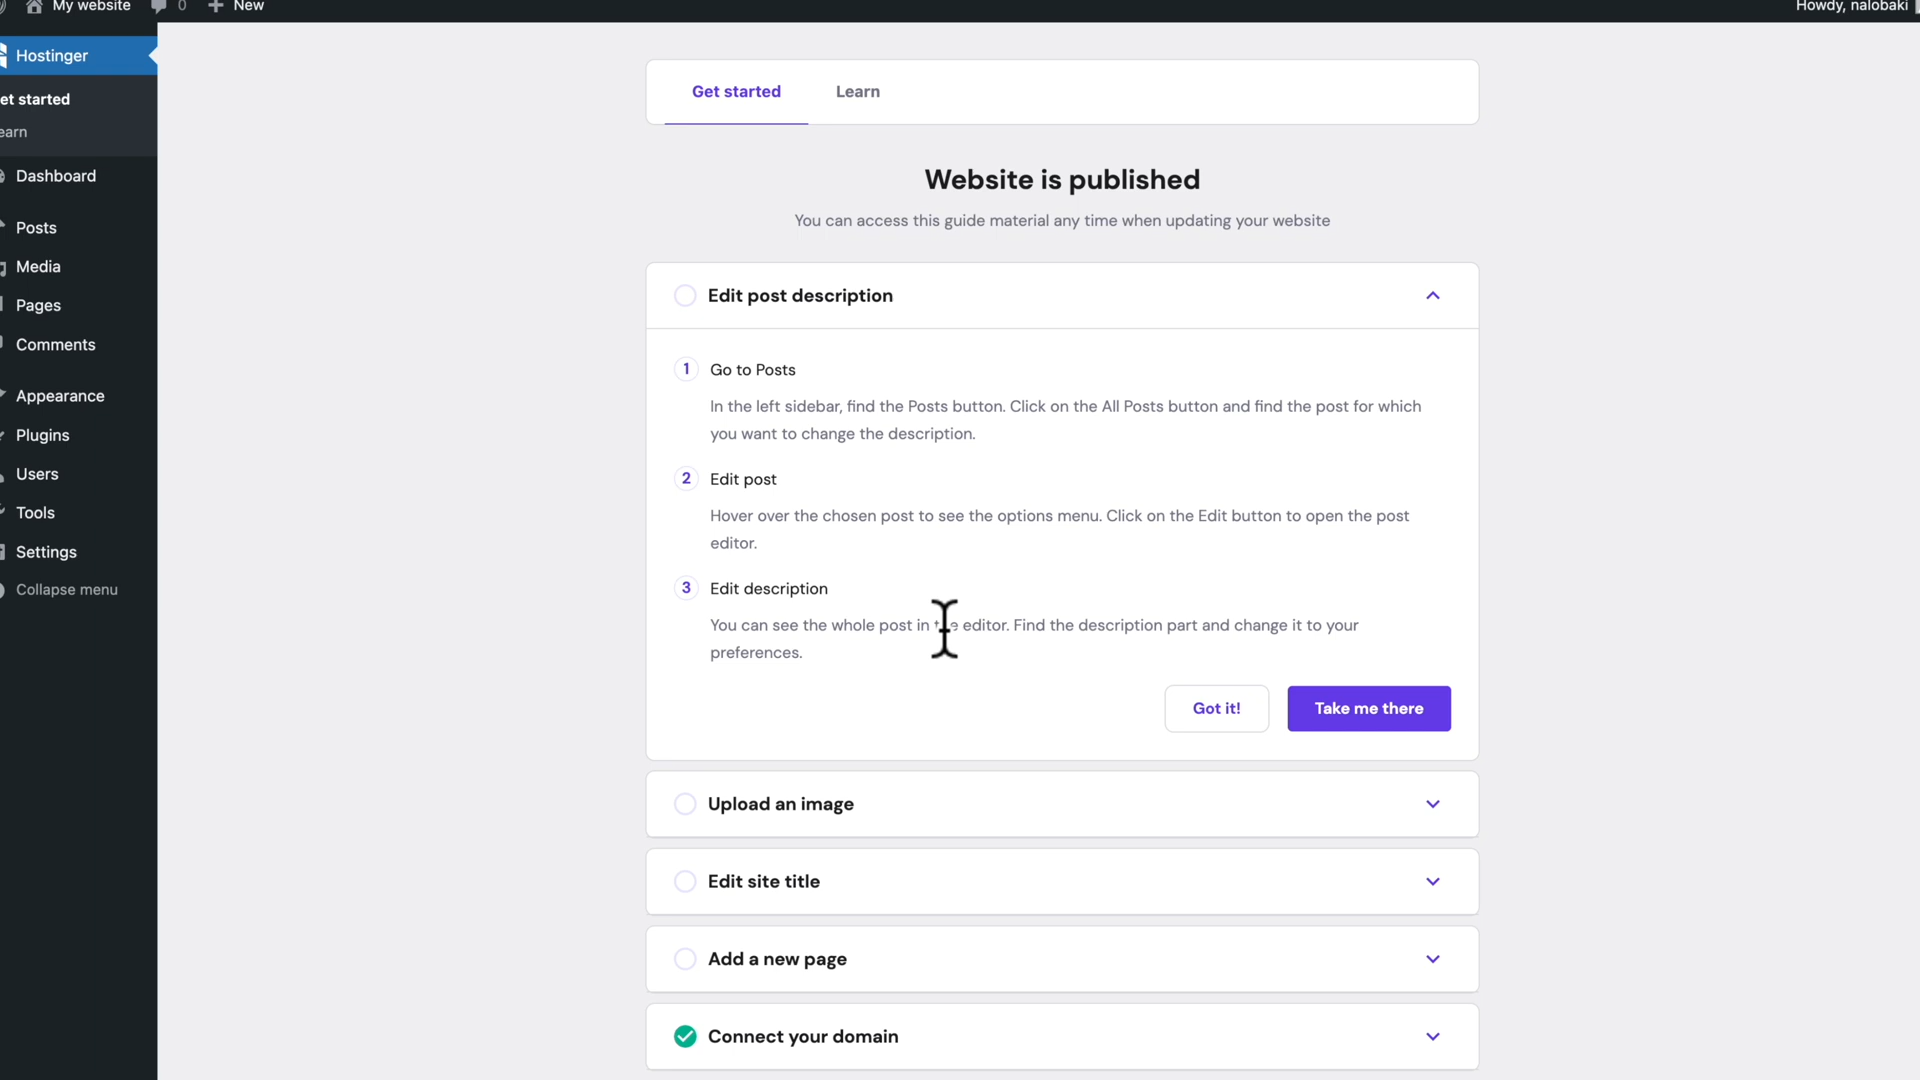 My website 0 New Howdy, nalobaki
Hostinger
et started
earn
Dashboard
Posts
Media
Pages
Comments
Appearance
Plugins
Users
Tools
Settings
Collapse menu
Get started Learn
Website is published
You can access this guide material any time when updating your website
Edit post description
1 Go to Posts
In the left sidebar, find the Posts button. Click on the All Posts button and find the post for which
you want to change the description.
2 Edit post
Hover over the chosen post to see the options menu. Click on the Edit button to open the post
editor.
3 Edit description
You can see the whole post in the editor. Find the description part and change it to your
preferences.
Got it! Take me there
Upload an image
Edit site title
Add a new page
Connect your domain